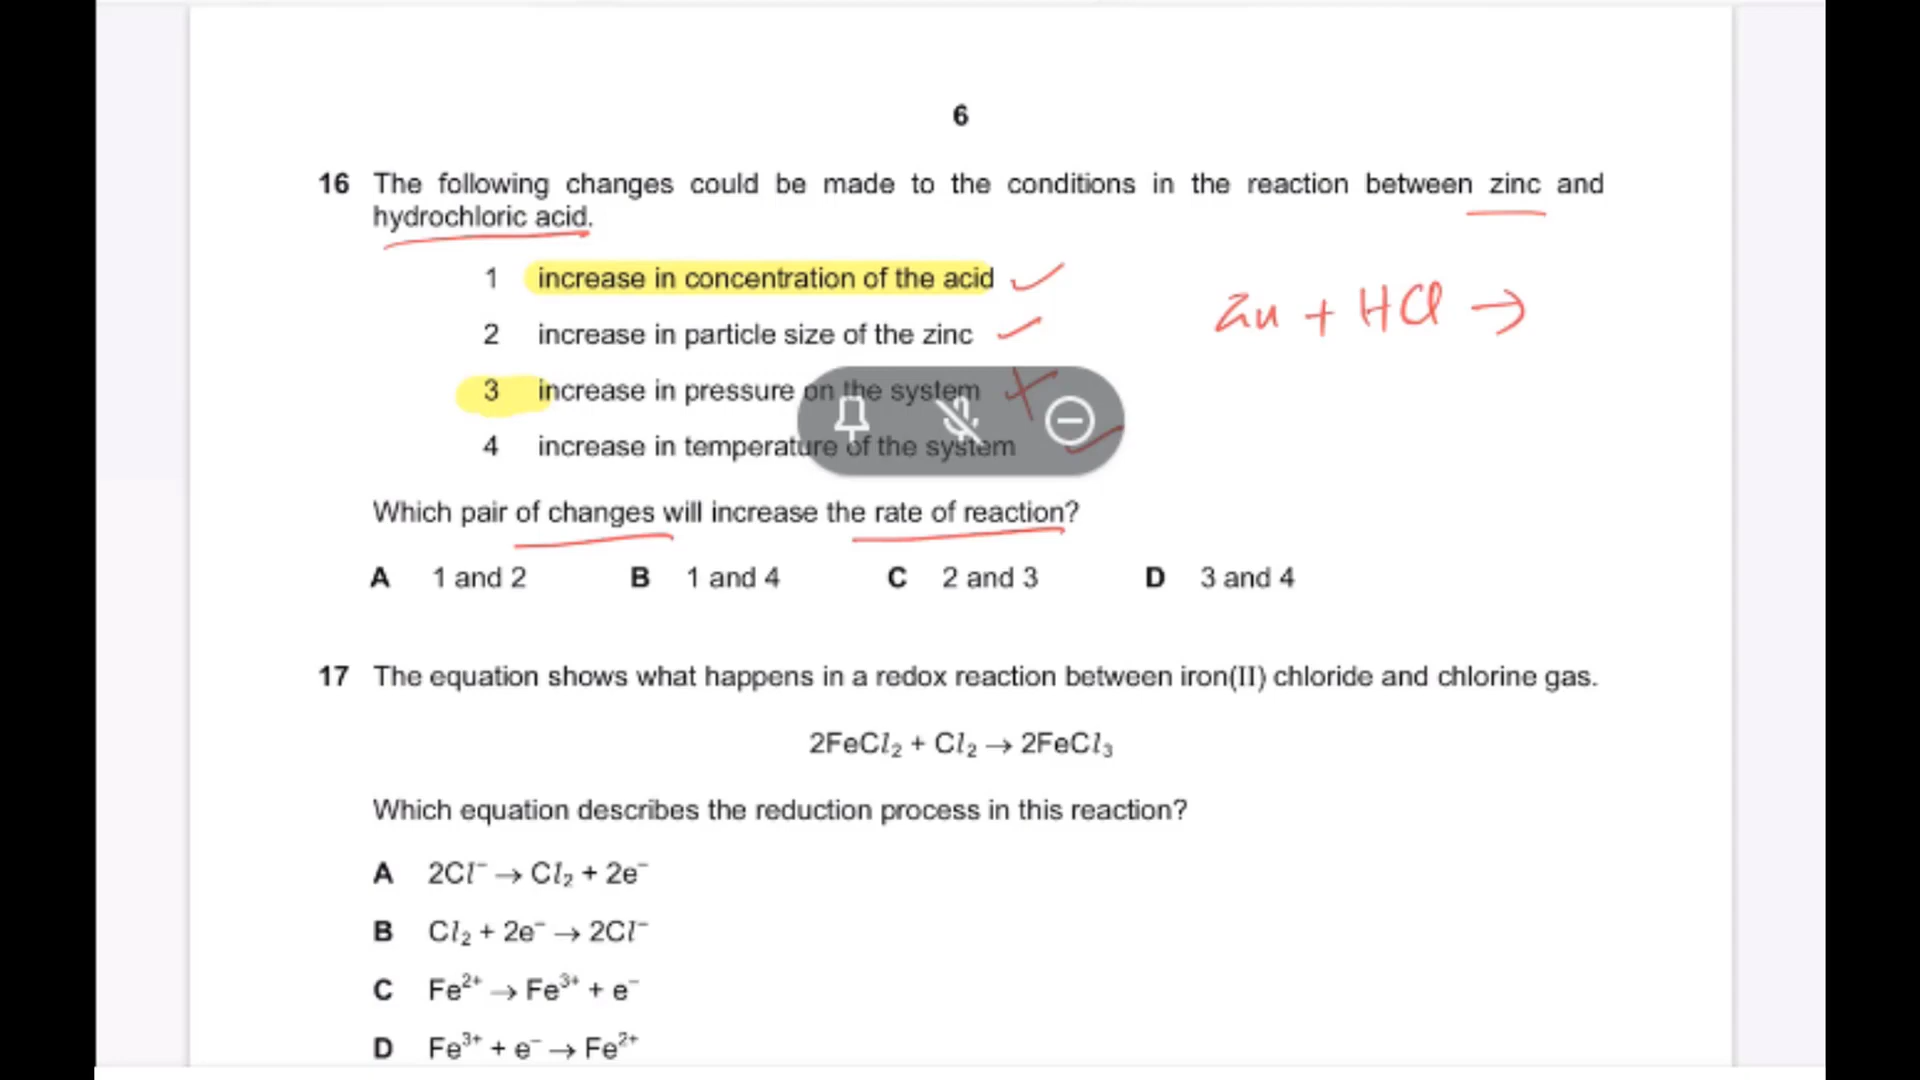 6
16 The following changes could be made to the conditions in the reaction between zinc and
hydrochloric acid.
1 increase in concentration of the acid
Zn + HCl →
2 increase in particle size of the zinc
3 increase in pressure on the system
4 increase in temperature of the system
Which pair of changes will increase the rate of reaction?
A 1 and 2 B 1 and 4 C 2 and 3 D 3 and 4
17 The equation shows what happens in a redox reaction between iron(II) chloride and chlorine gas.
2FeCl₂ + Cl₂ → 2FeCl₃
Which equation describes the reduction process in this reaction?
A 2Cl⁻ → Cl₂ + 2e⁻
B Cl₂ + 2e⁻ → 2Cl⁻
C Fe²⁺ → Fe³⁺ + e⁻
D Fe³⁺ + e⁻ → Fe²⁺